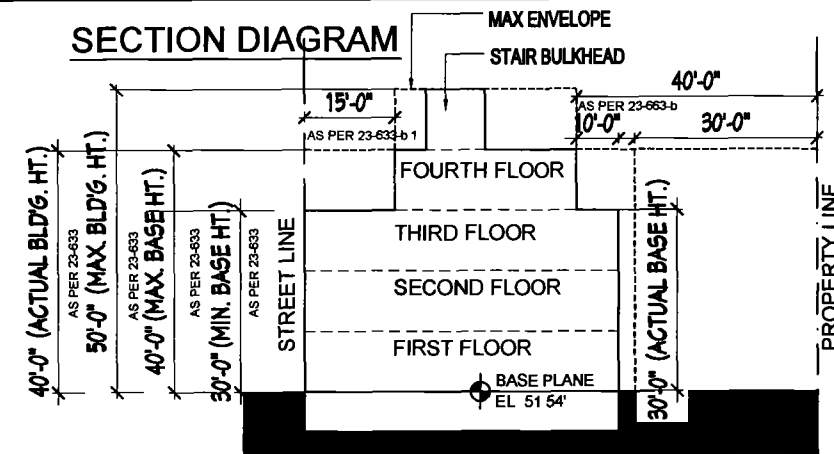 SECTION DIAGRAM
MAX ENVELOPE
STAIR BULKHEAD
40'-0"
15'-0"
AS PER 23-663-b
10'-0"
30'-0"
AS PER 23-633-b 1
FOURTH FLOOR
THIRD FLOOR
SECOND FLOOR
FIRST FLOOR
BASE PLANE
EL 51 54'
40'-0" (ACTUAL BLD'G. HT.)
AS PER 23-633
50'-0" (MAX. BLD'G. HT.)
AS PER 23-633
40'-0" (MAX. BASE HT.)
AS PER 23-633
30'-0" (MIN. BASE HT.)
AS PER 23-633
STREET LINE
30'-0" (ACTUAL BASE HT.)
PROPERTY LINE